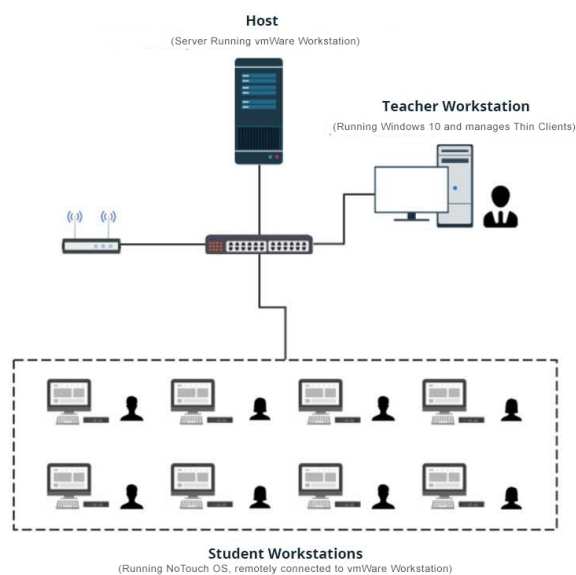 Host
(Server Running vmWare Workstation)
Teacher Workstation
(Running Windows 10 and manages Thin Clients)
Student Workstations
(Running NoTouch OS, remotely connected to vmWare Workstation)